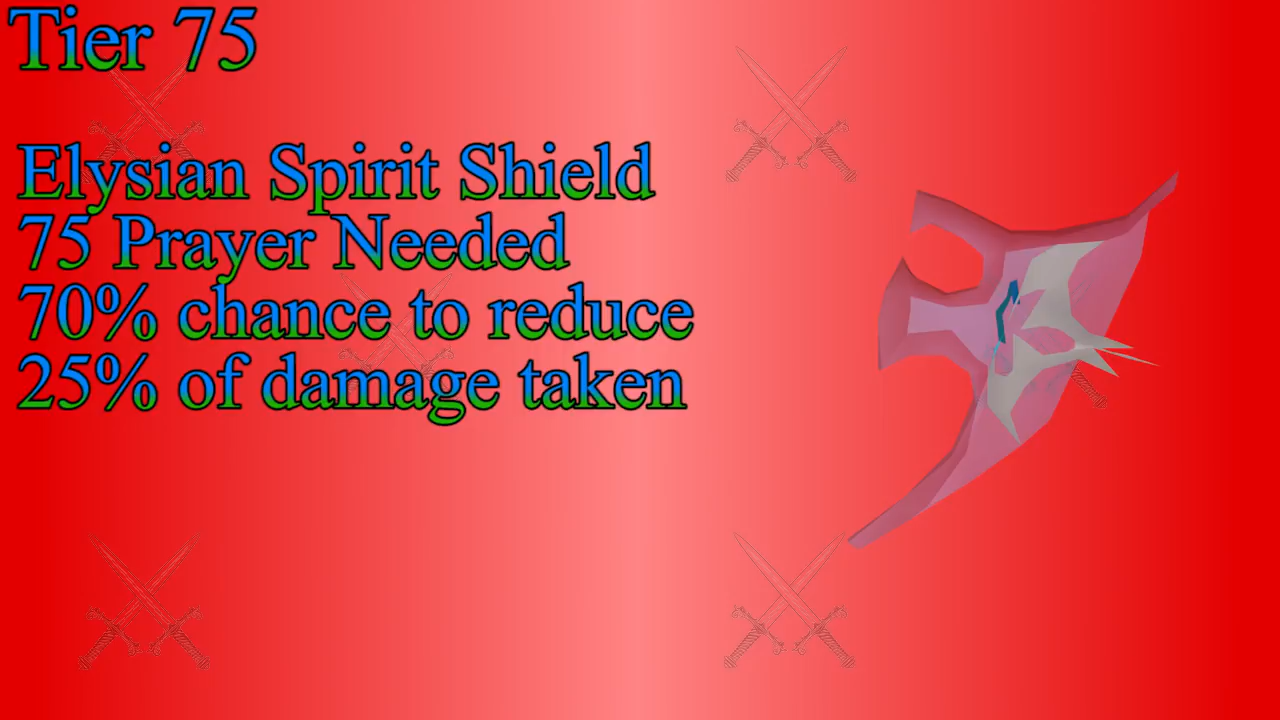 Tier 75
Elysian Spirit Shield
75 Prayer Needed
70% chance to reduce
25% of damage taken